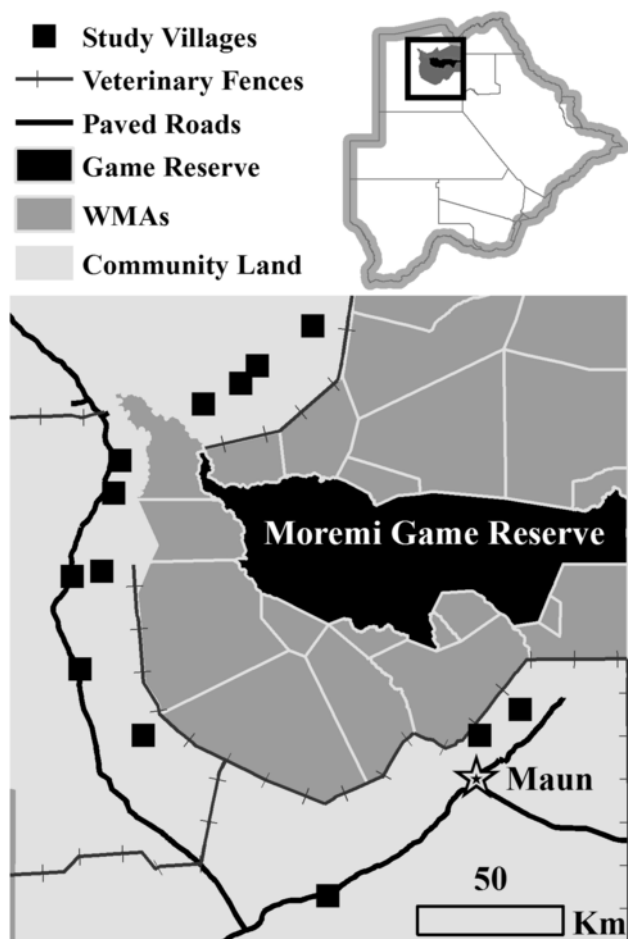 Study Villages
Veterinary Fences
Paved Roads
Game Reserve
WMAs
Community Land
Moremi Game Reserve
Maun
50
Km